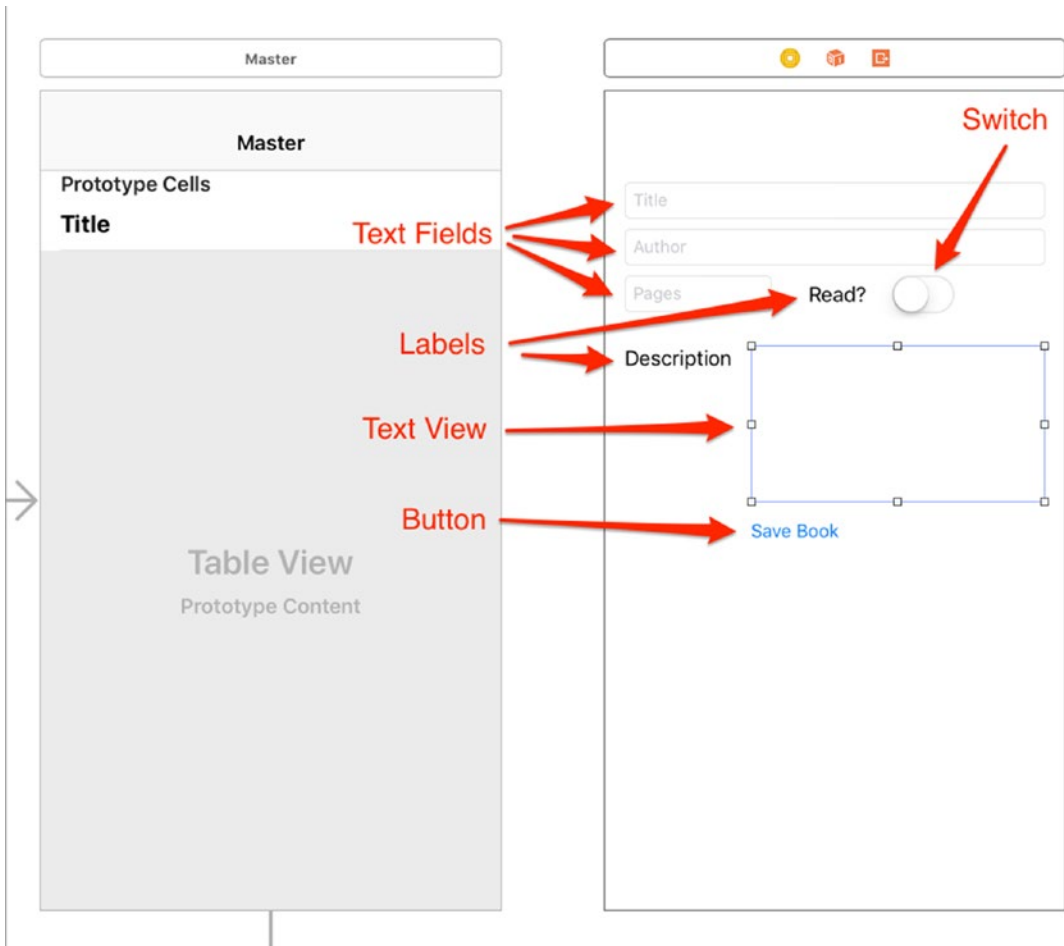 Master
Master
Prototype Cells
Title
Table View
Prototype Content
Switch
Text Fields
Title
Author
Pages
Labels
Read?
Description
Text View
Button
Save Book